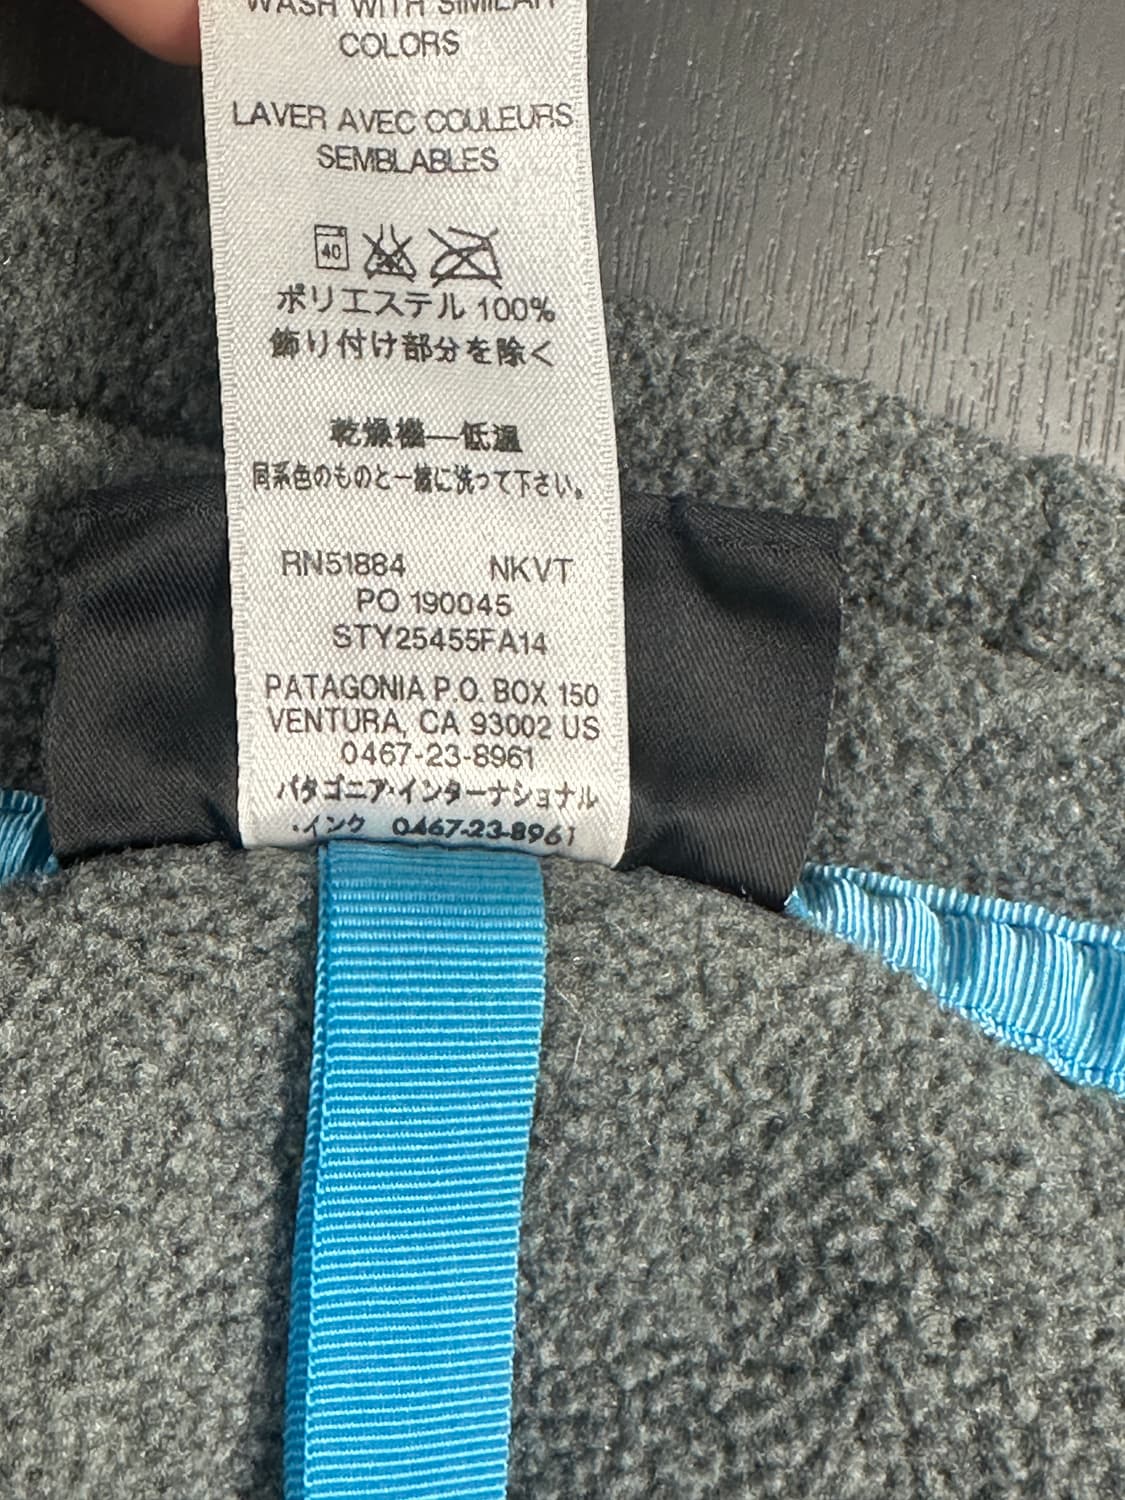 WASH WITH SIMILAR
COLORS
LAVER AVEC COULEURS
SEMBLABLES
40
ポリエステル 100%
飾り付け部分を除く
乾燥機―低温
同系色のものと一緒に洗って下さい。
RN51884 NKVT
PO 190045
STY25455FA14
PATAGONIA P.O. BOX 150
VENTURA, CA 93002 US
0467-23-8961
パタゴニア・インターナショナル
・インク 0467-23-8961